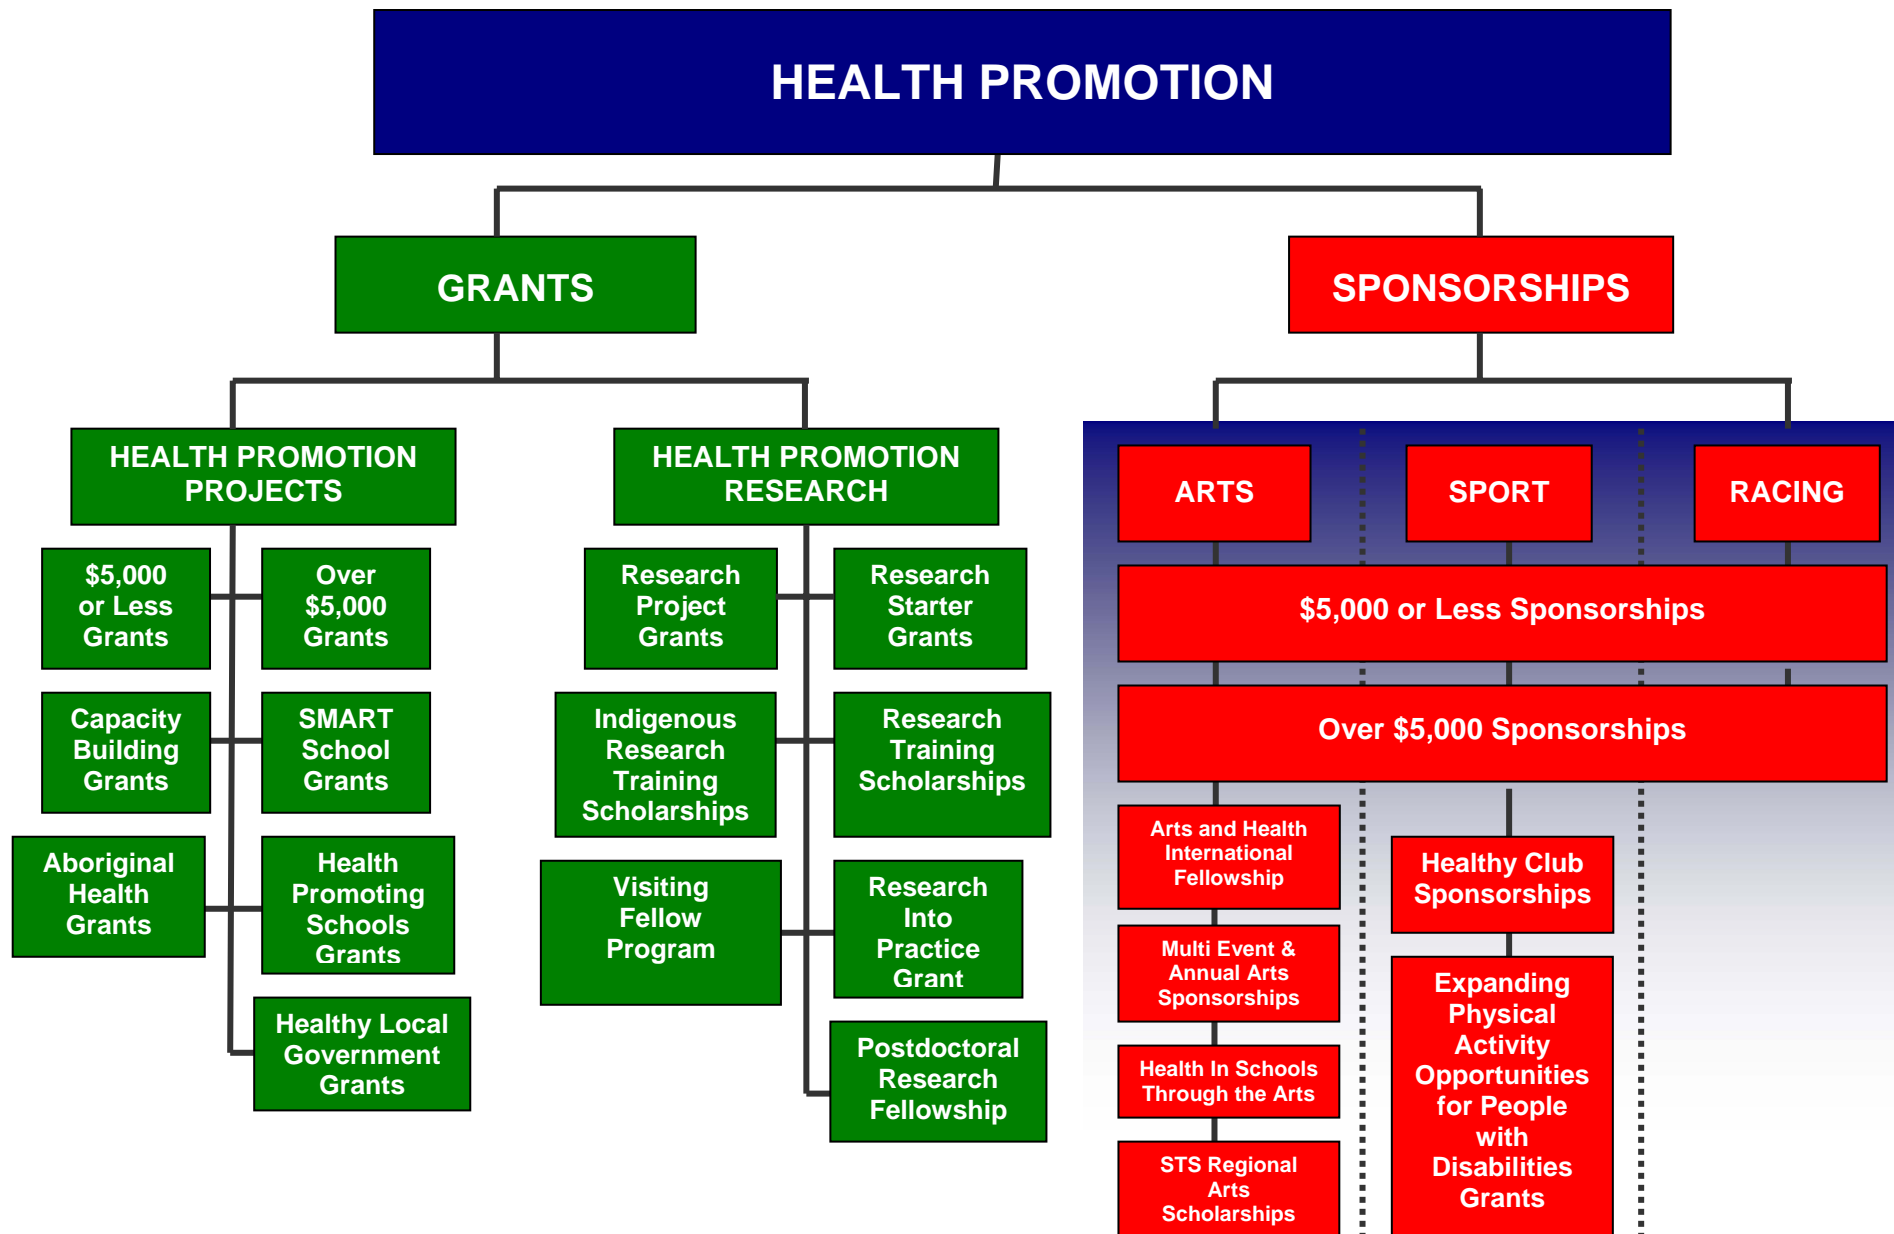 HEALTH PROMOTION
GRANTS
SPONSORSHIPS
HEALTH PROMOTION
PROJECTS
HEALTH PROMOTION
RESEARCH
ARTS
SPORT
RACING
$5,000
or Less
Grants
Over
$5,000
Grants
Capacity
Building
Grants
SMART
School
Grants
Aboriginal
Health
Grants
Health
Promoting
Schools
Grants
Healthy Local
Government
Grants
Research
Project
Grants
Research
Starter
Grants
Indigenous
Research
Training
Scholarships
Research
Training
Scholarships
Visiting
Fellow
Program
Research
Into
Practice
Grant
Postdoctoral
Research
Fellowship
$5,000 or Less Sponsorships
Over $5,000 Sponsorships
Arts and Health
International
Fellowship
Multi Event &
Annual Arts
Sponsorships
Health In Schools
Through the Arts
STS Regional
Arts
Scholarships
Healthy Club
Sponsorships
Expanding
Physical
Activity
Opportunities
for People
with
Disabilities
Grants